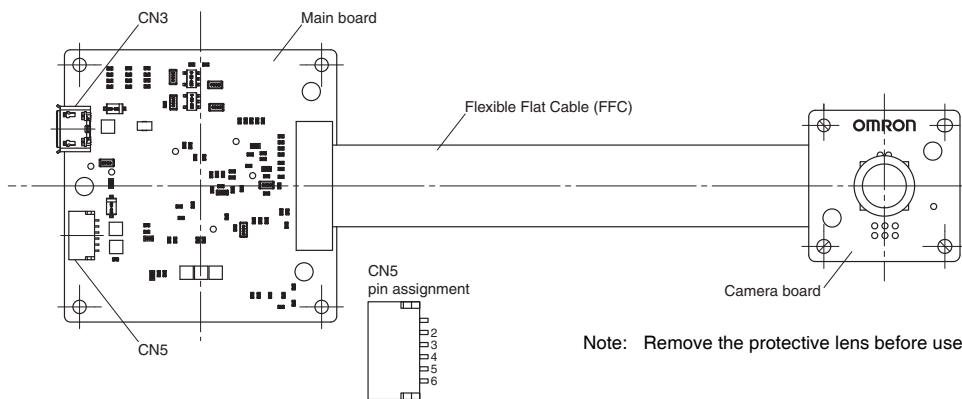 CN3
Main board
Flexible Flat Cable (FFC)
OMRON
CN5
pin assignment
2
3
4
5
6
Camera board
CN5
Note: Remove the protective lens before use